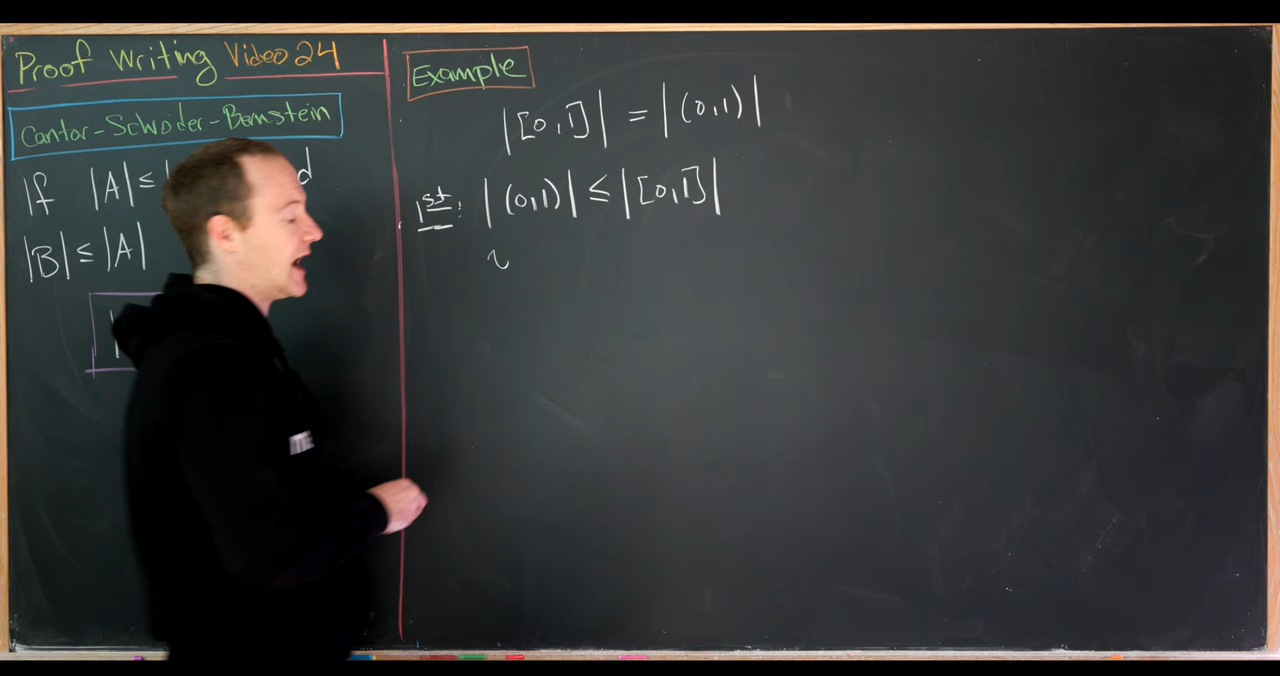 Proof Writing Video 24
Cantor-Schröder-Bernstein
If |A| ≤
|B| ≤ |A|
Example
|[0,1]| = |(0,1)|
1st: |(0,1)| ≤ |[0,1]|